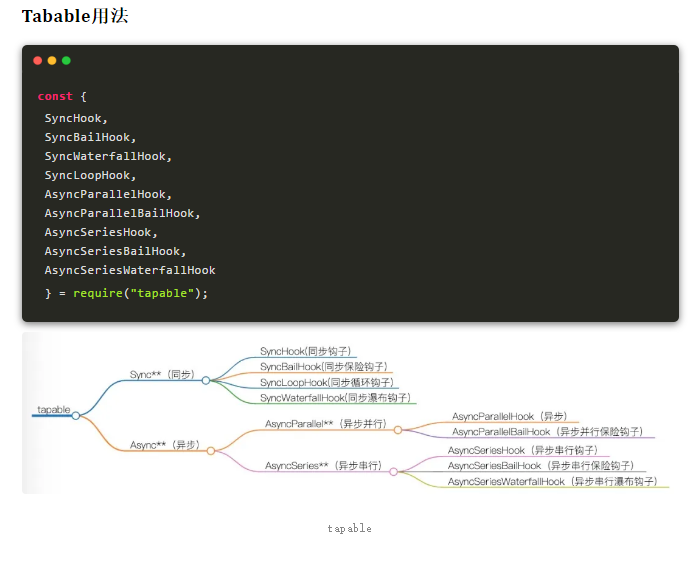 Tabable用法
const {
SyncHook,
SyncBailHook,
SyncWaterfallHook,
SyncLoopHook,
AsyncParallelHook,
AsyncParallelBailHook,
AsyncSeriesHook,
AsyncSeriesBailHook,
AsyncSeriesWaterfallHook
} = require("tapable");
tapable
Sync**（同步）
SyncHook(同步钩子）
SyncBailHook(同步保险钩子）
SyncLoopHook(同步循环钩子）
SyncWaterfallHook(同步瀑布钩子）
Async**（异步）
AsyncParallel**（异步并行）
AsyncParallelHook（异步）
AsyncParallelBailHook（异步并行保险钩子）
AsyncSeries**（异步串行）
AsyncSeriesHook（异步串行钩子）
AsyncSeriesBailHook（异步串行保险钩子）
AsyncSeriesWaterfallHook（异步串行瀑布钩子）
tapable